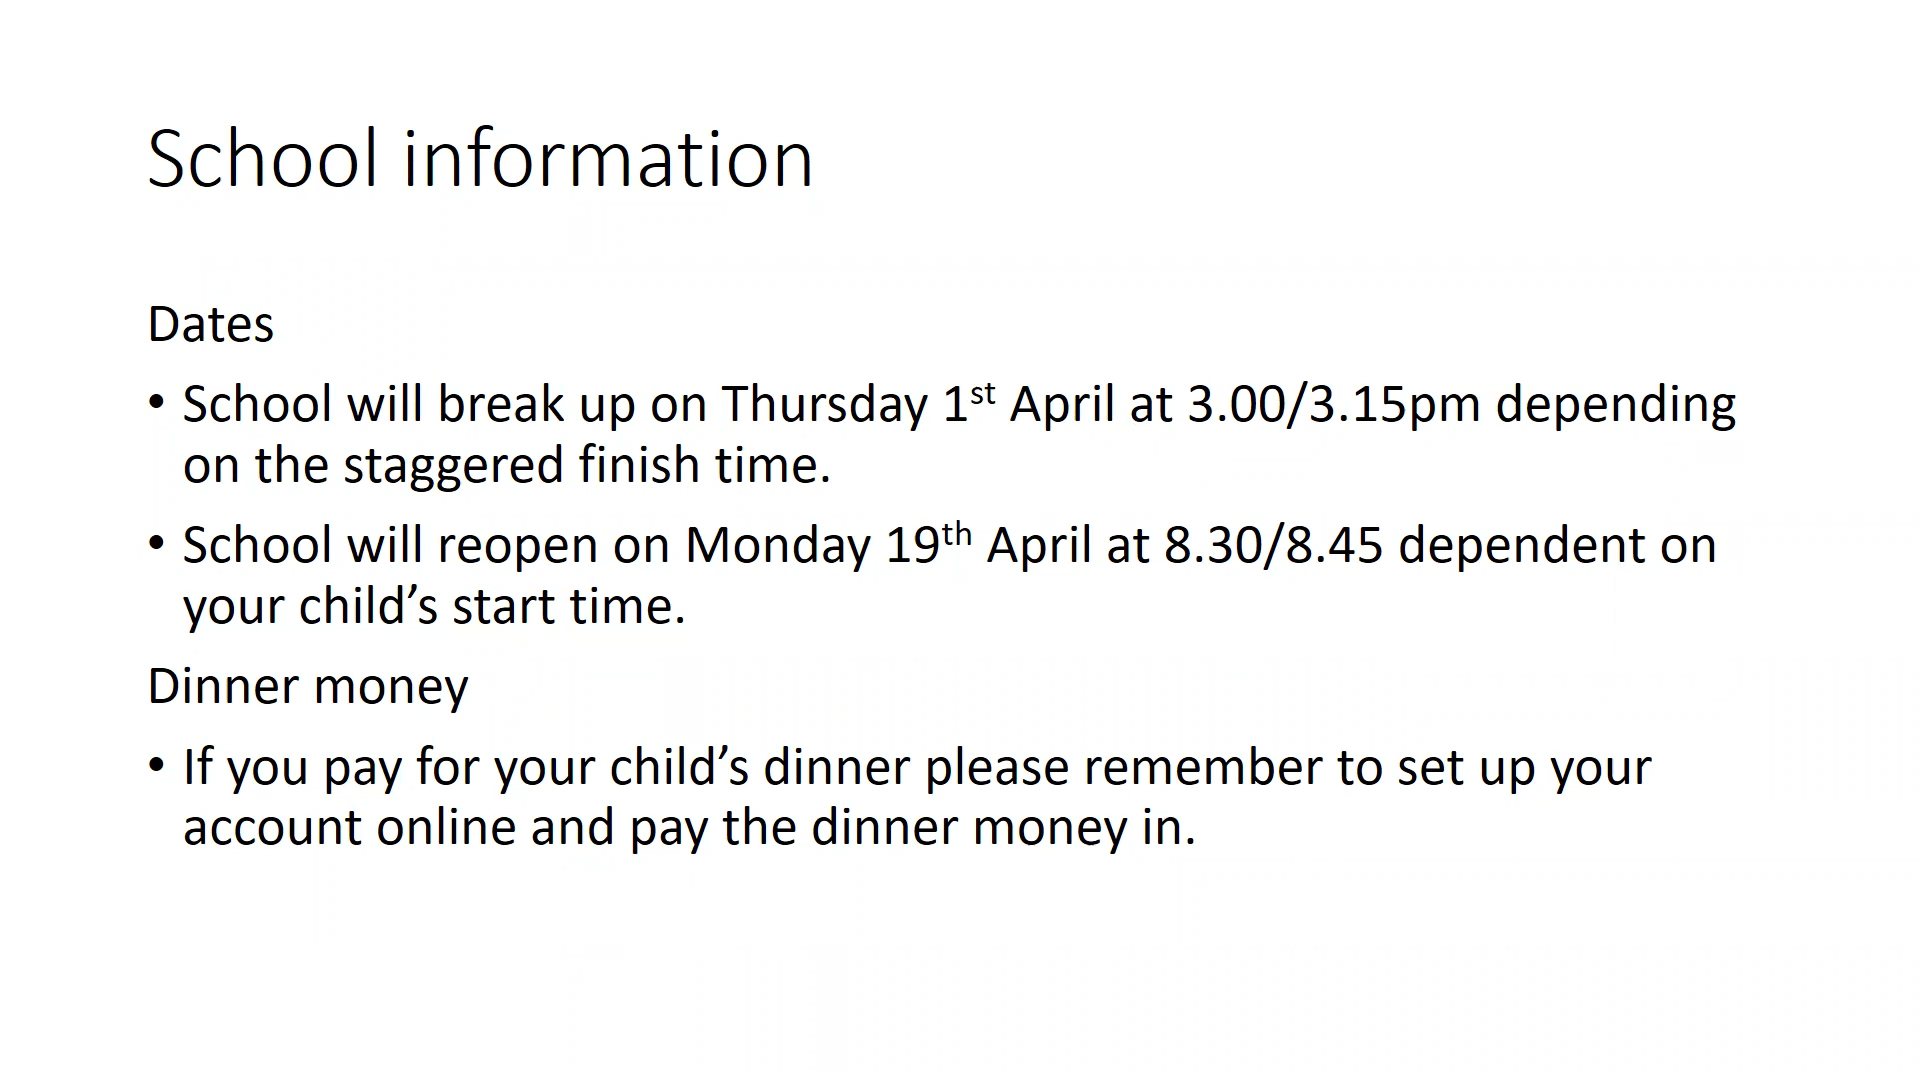 School information
Dates
• School will break up on Thursday 1st April at 3.00/3.15pm depending
on the staggered finish time.
• School will reopen on Monday 19th April at 8.30/8.45 dependent on
your child’s start time.
Dinner money
• If you pay for your child’s dinner please remember to set up your
account online and pay the dinner money in.